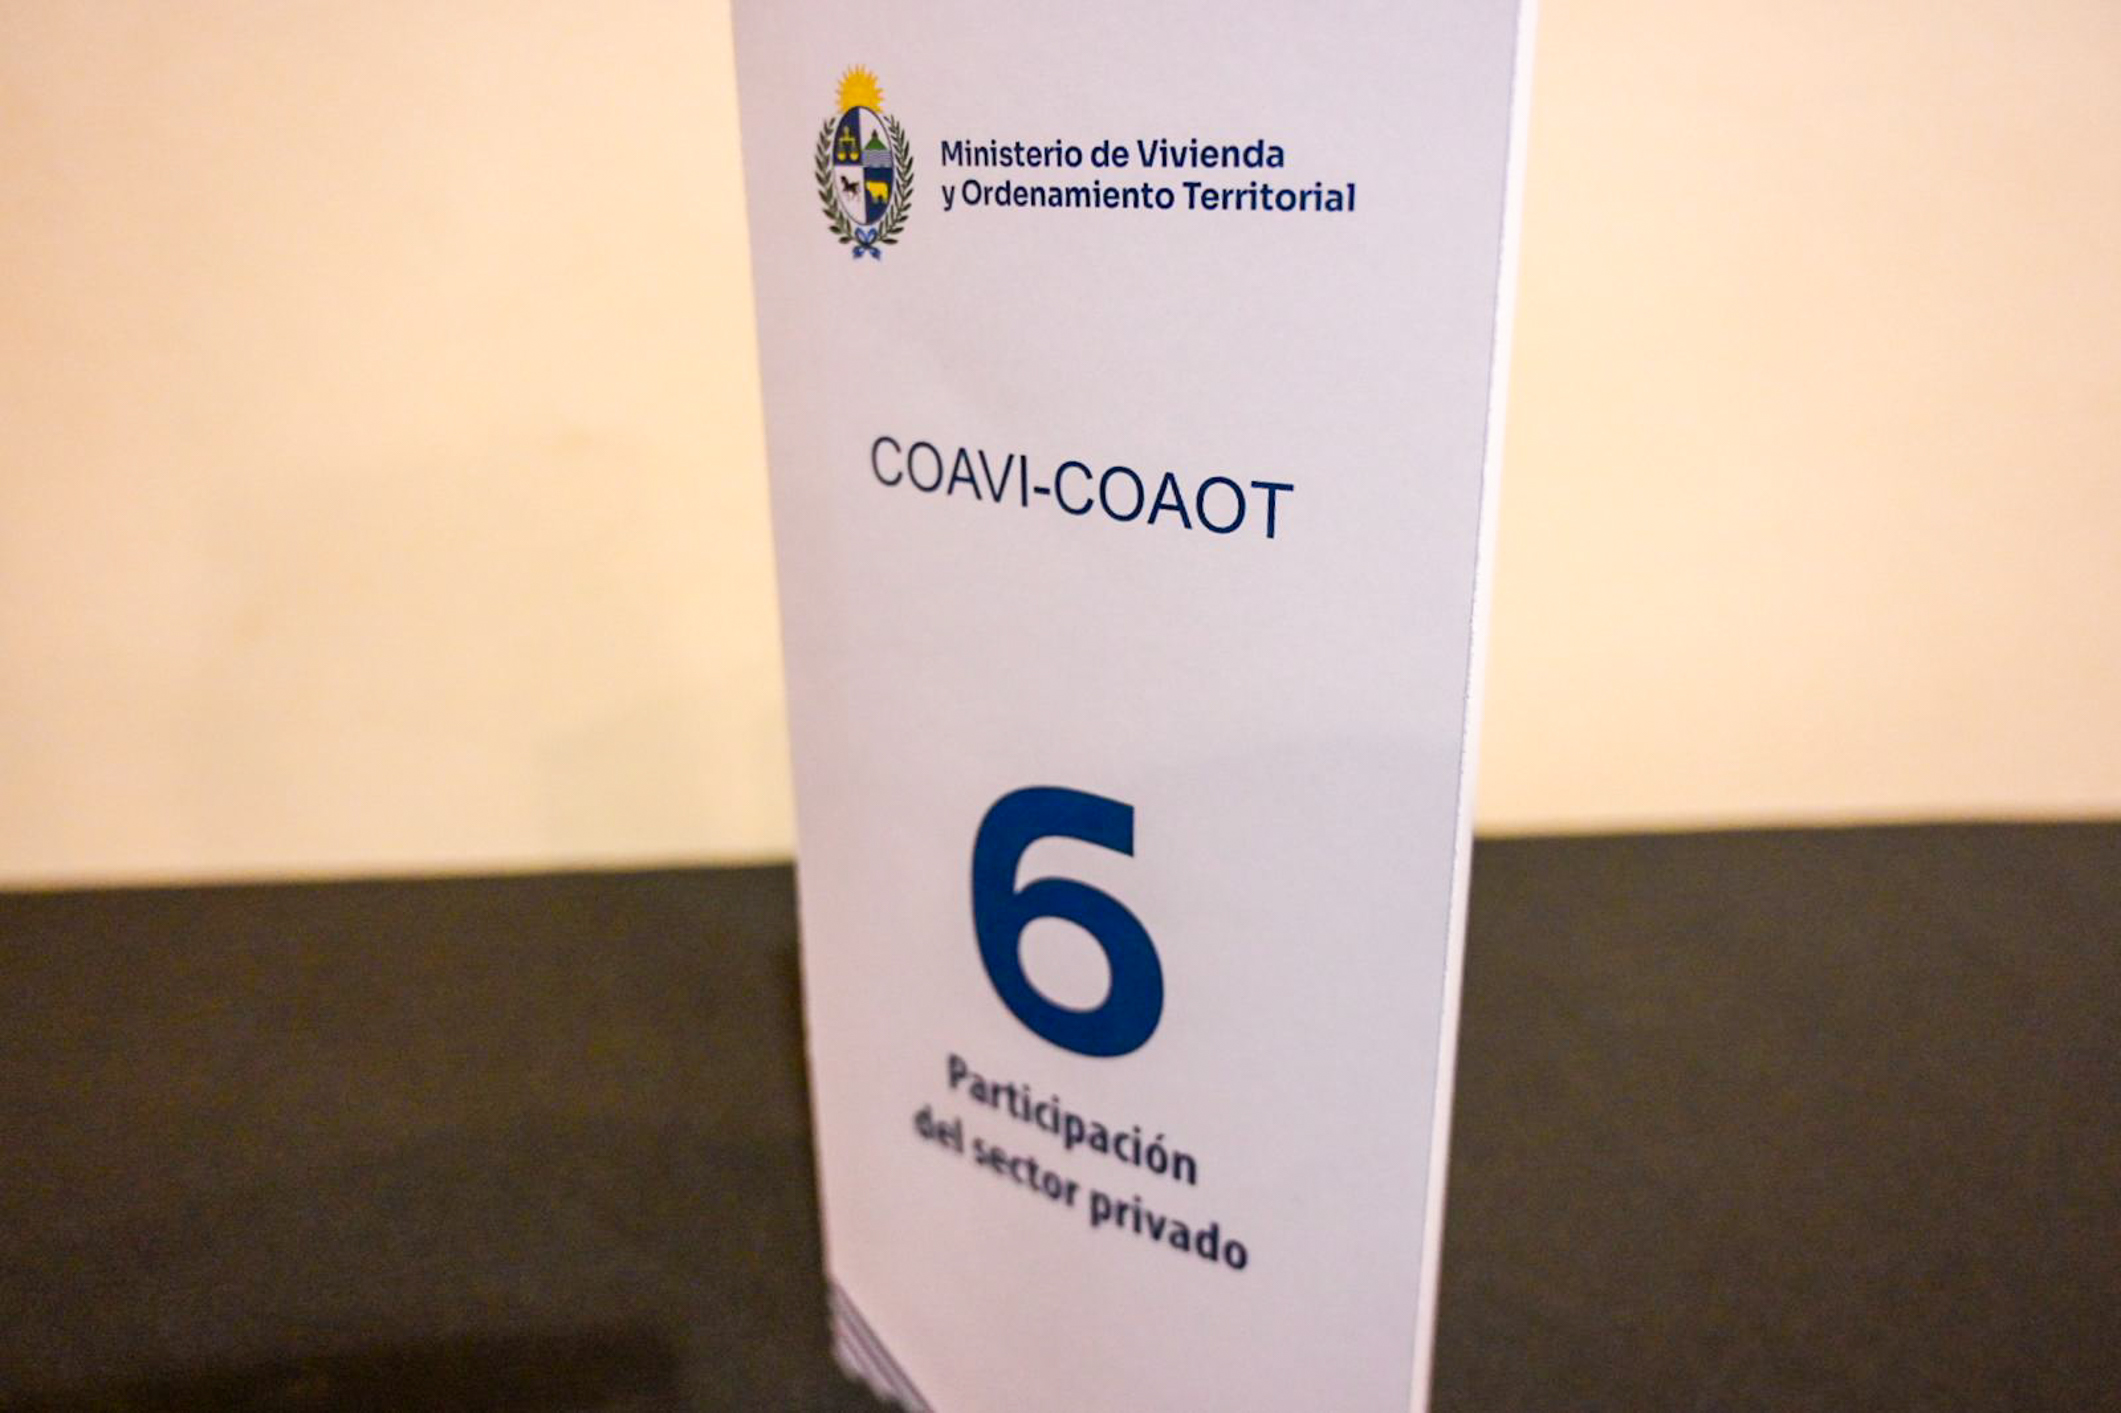 Ministerio de Vivienda
y Ordenamiento Territorial
COAVI-COAOT
6
Participación
del sector privado